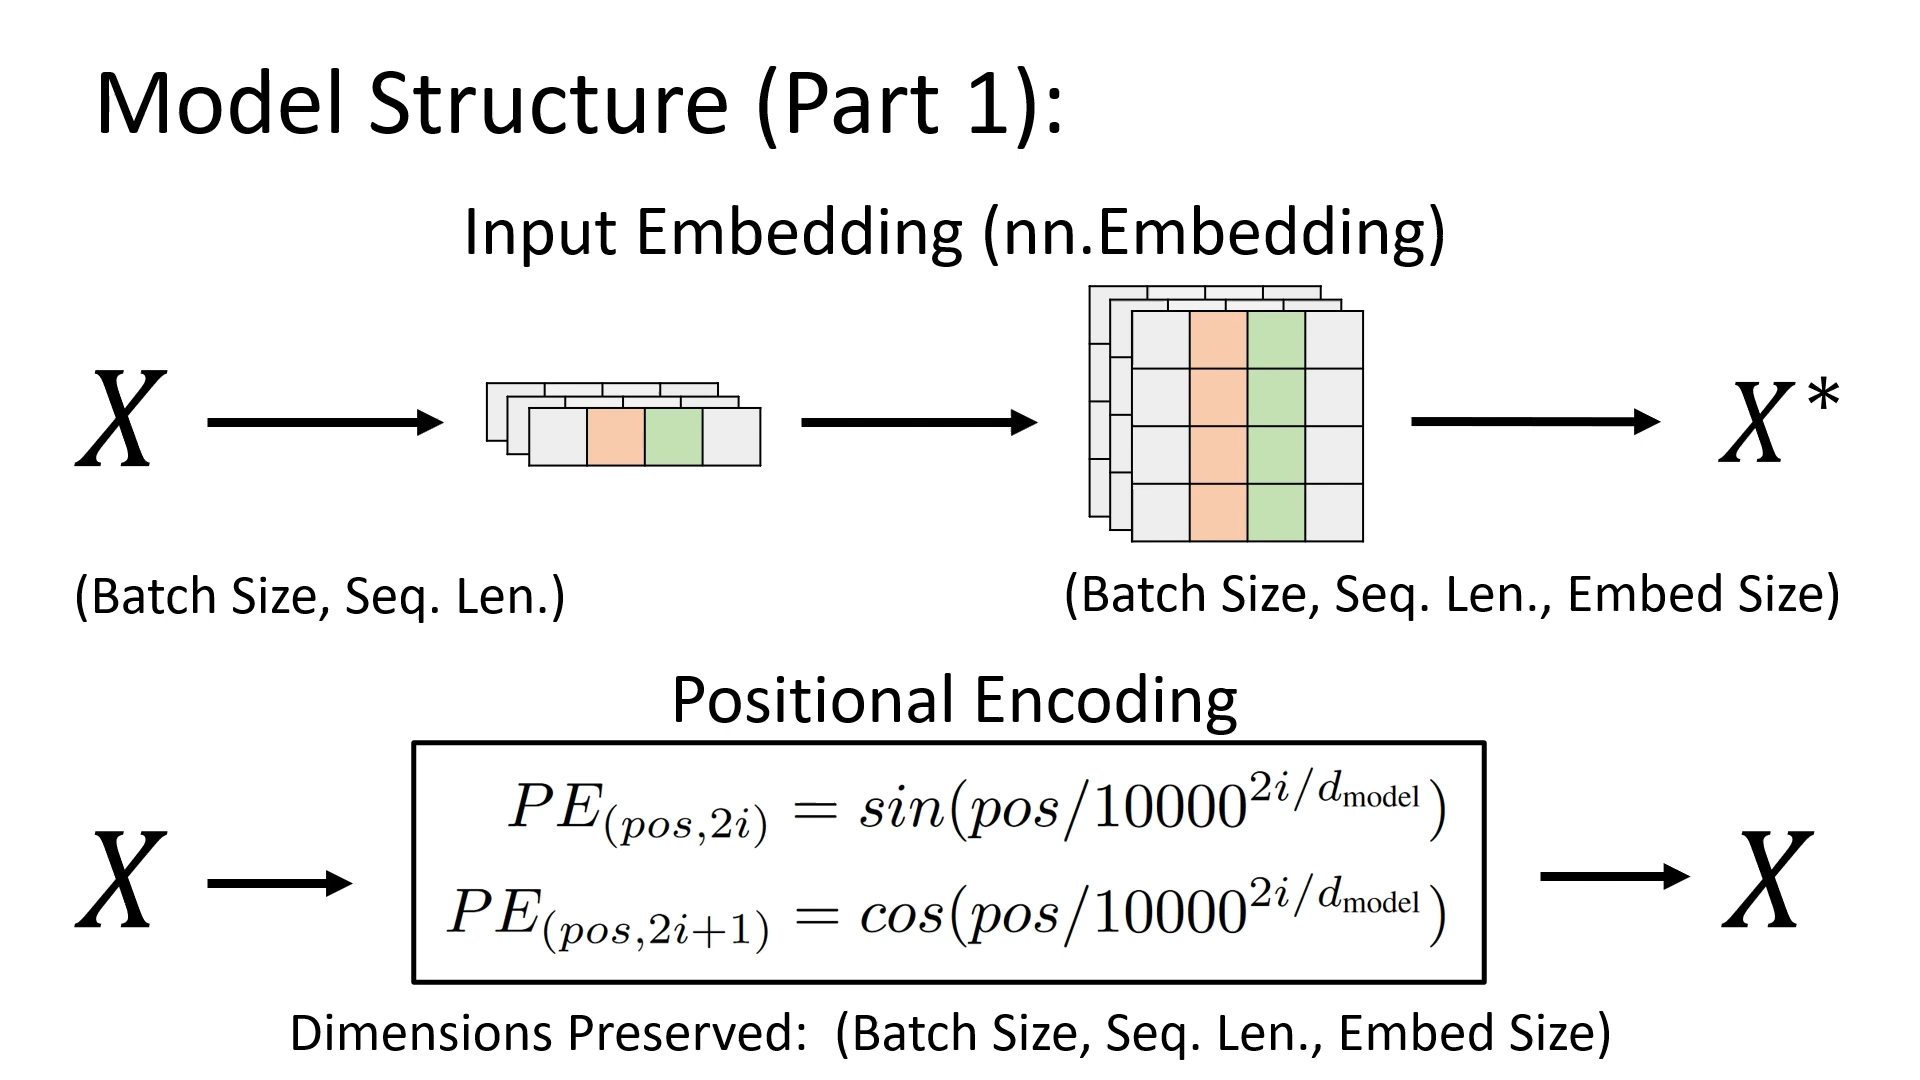 Model Structure (Part 1):
Input Embedding (nn.Embedding)
X
X*
(Batch Size, Seq. Len.)
(Batch Size, Seq. Len., Embed Size)
Positional Encoding
X
PE_(pos,2i) = sin(pos/10000^{2i/d_model})
PE_(pos,2i+1) = cos(pos/10000^{2i/d_model})
X
Dimensions Preserved: (Batch Size, Seq. Len., Embed Size)